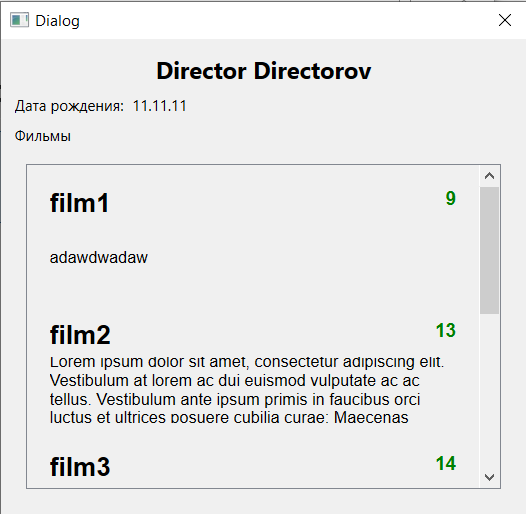 Dialog
Director Directorov
Дата рождения: 11.11.11
Фильмы
film1 9
adawdwadaw
film2 13
Lorem ipsum dolor sit amet, consectetur adipiscing elit.
Vestibulum at lorem ac dui euismod vulputate ac ac
tellus. Vestibulum ante ipsum primis in faucibus orci
luctus et ultrices posuere cubilia curae; Maecenas
film3 14